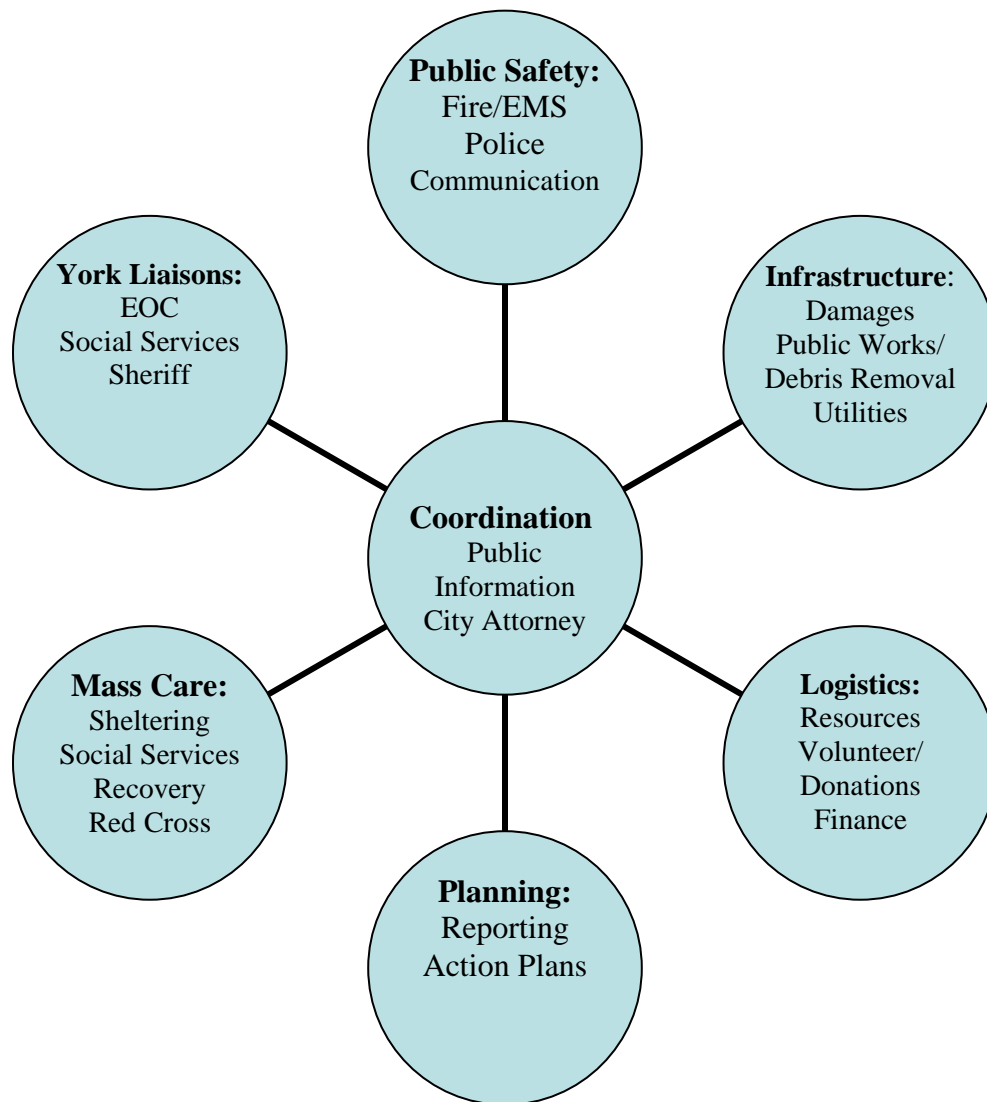 Public Safety:
Fire/EMS
Police
Communication
York Liaisons:
EOC
Social Services
Sheriff
Infrastructure:
Damages
Public Works/
Debris Removal
Utilities
Coordination
Public
Information
City Attorney
Mass Care:
Sheltering
Social Services
Recovery
Red Cross
Logistics:
Resources
Volunteer/
Donations
Finance
Planning:
Reporting
Action Plans